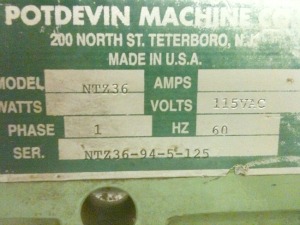 POTDEVIN MACHINE CO
200 NORTH ST. TETERBORO, N.J.
MADE IN U.S.A.
MODEL NTZ36 AMPS
WATTS VOLTS 115VAC
PHASE 1 HZ 60
SER. NTZ36-94-5-125